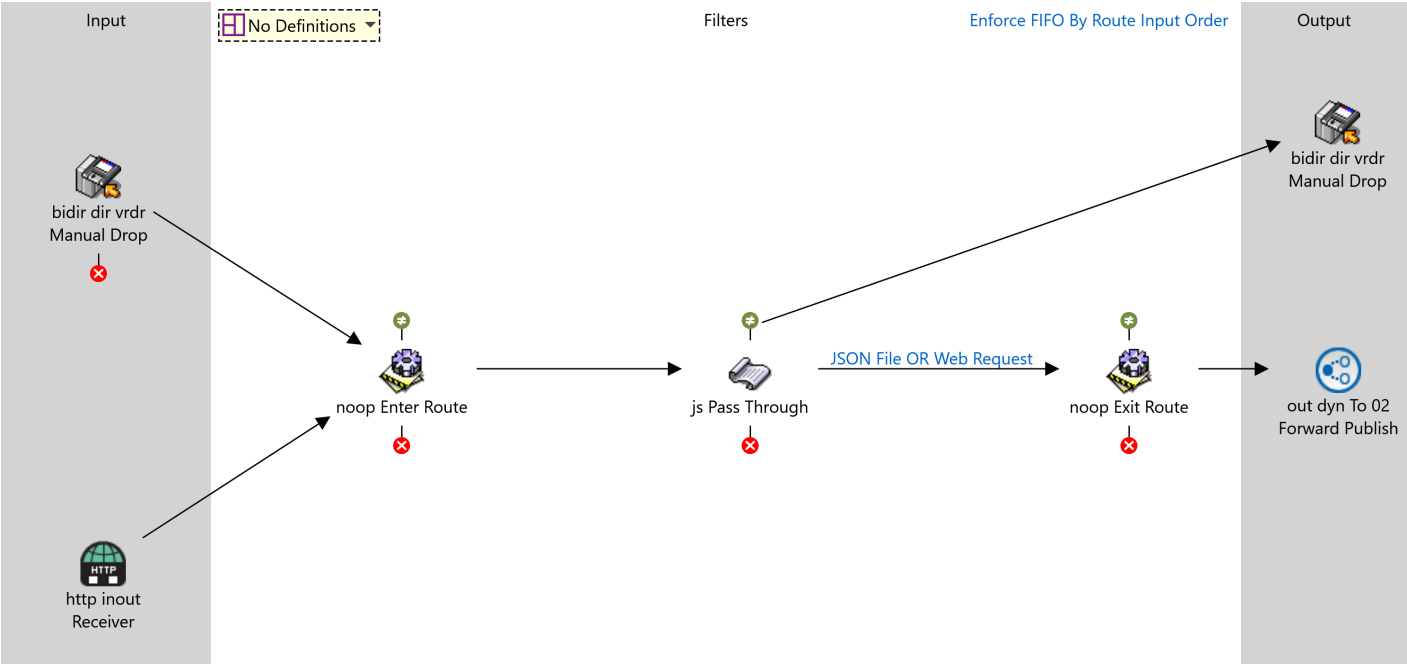 Input
No Definitions
Filters
Enforce FIFO By Route Input Order
Output
bidir dir vrdr
Manual Drop
bidir dir vrdr
Manual Drop
noop Enter Route
js Pass Through
JSON File OR Web Request
noop Exit Route
out dyn To 02
Forward Publish
HTTP
http inout
Receiver